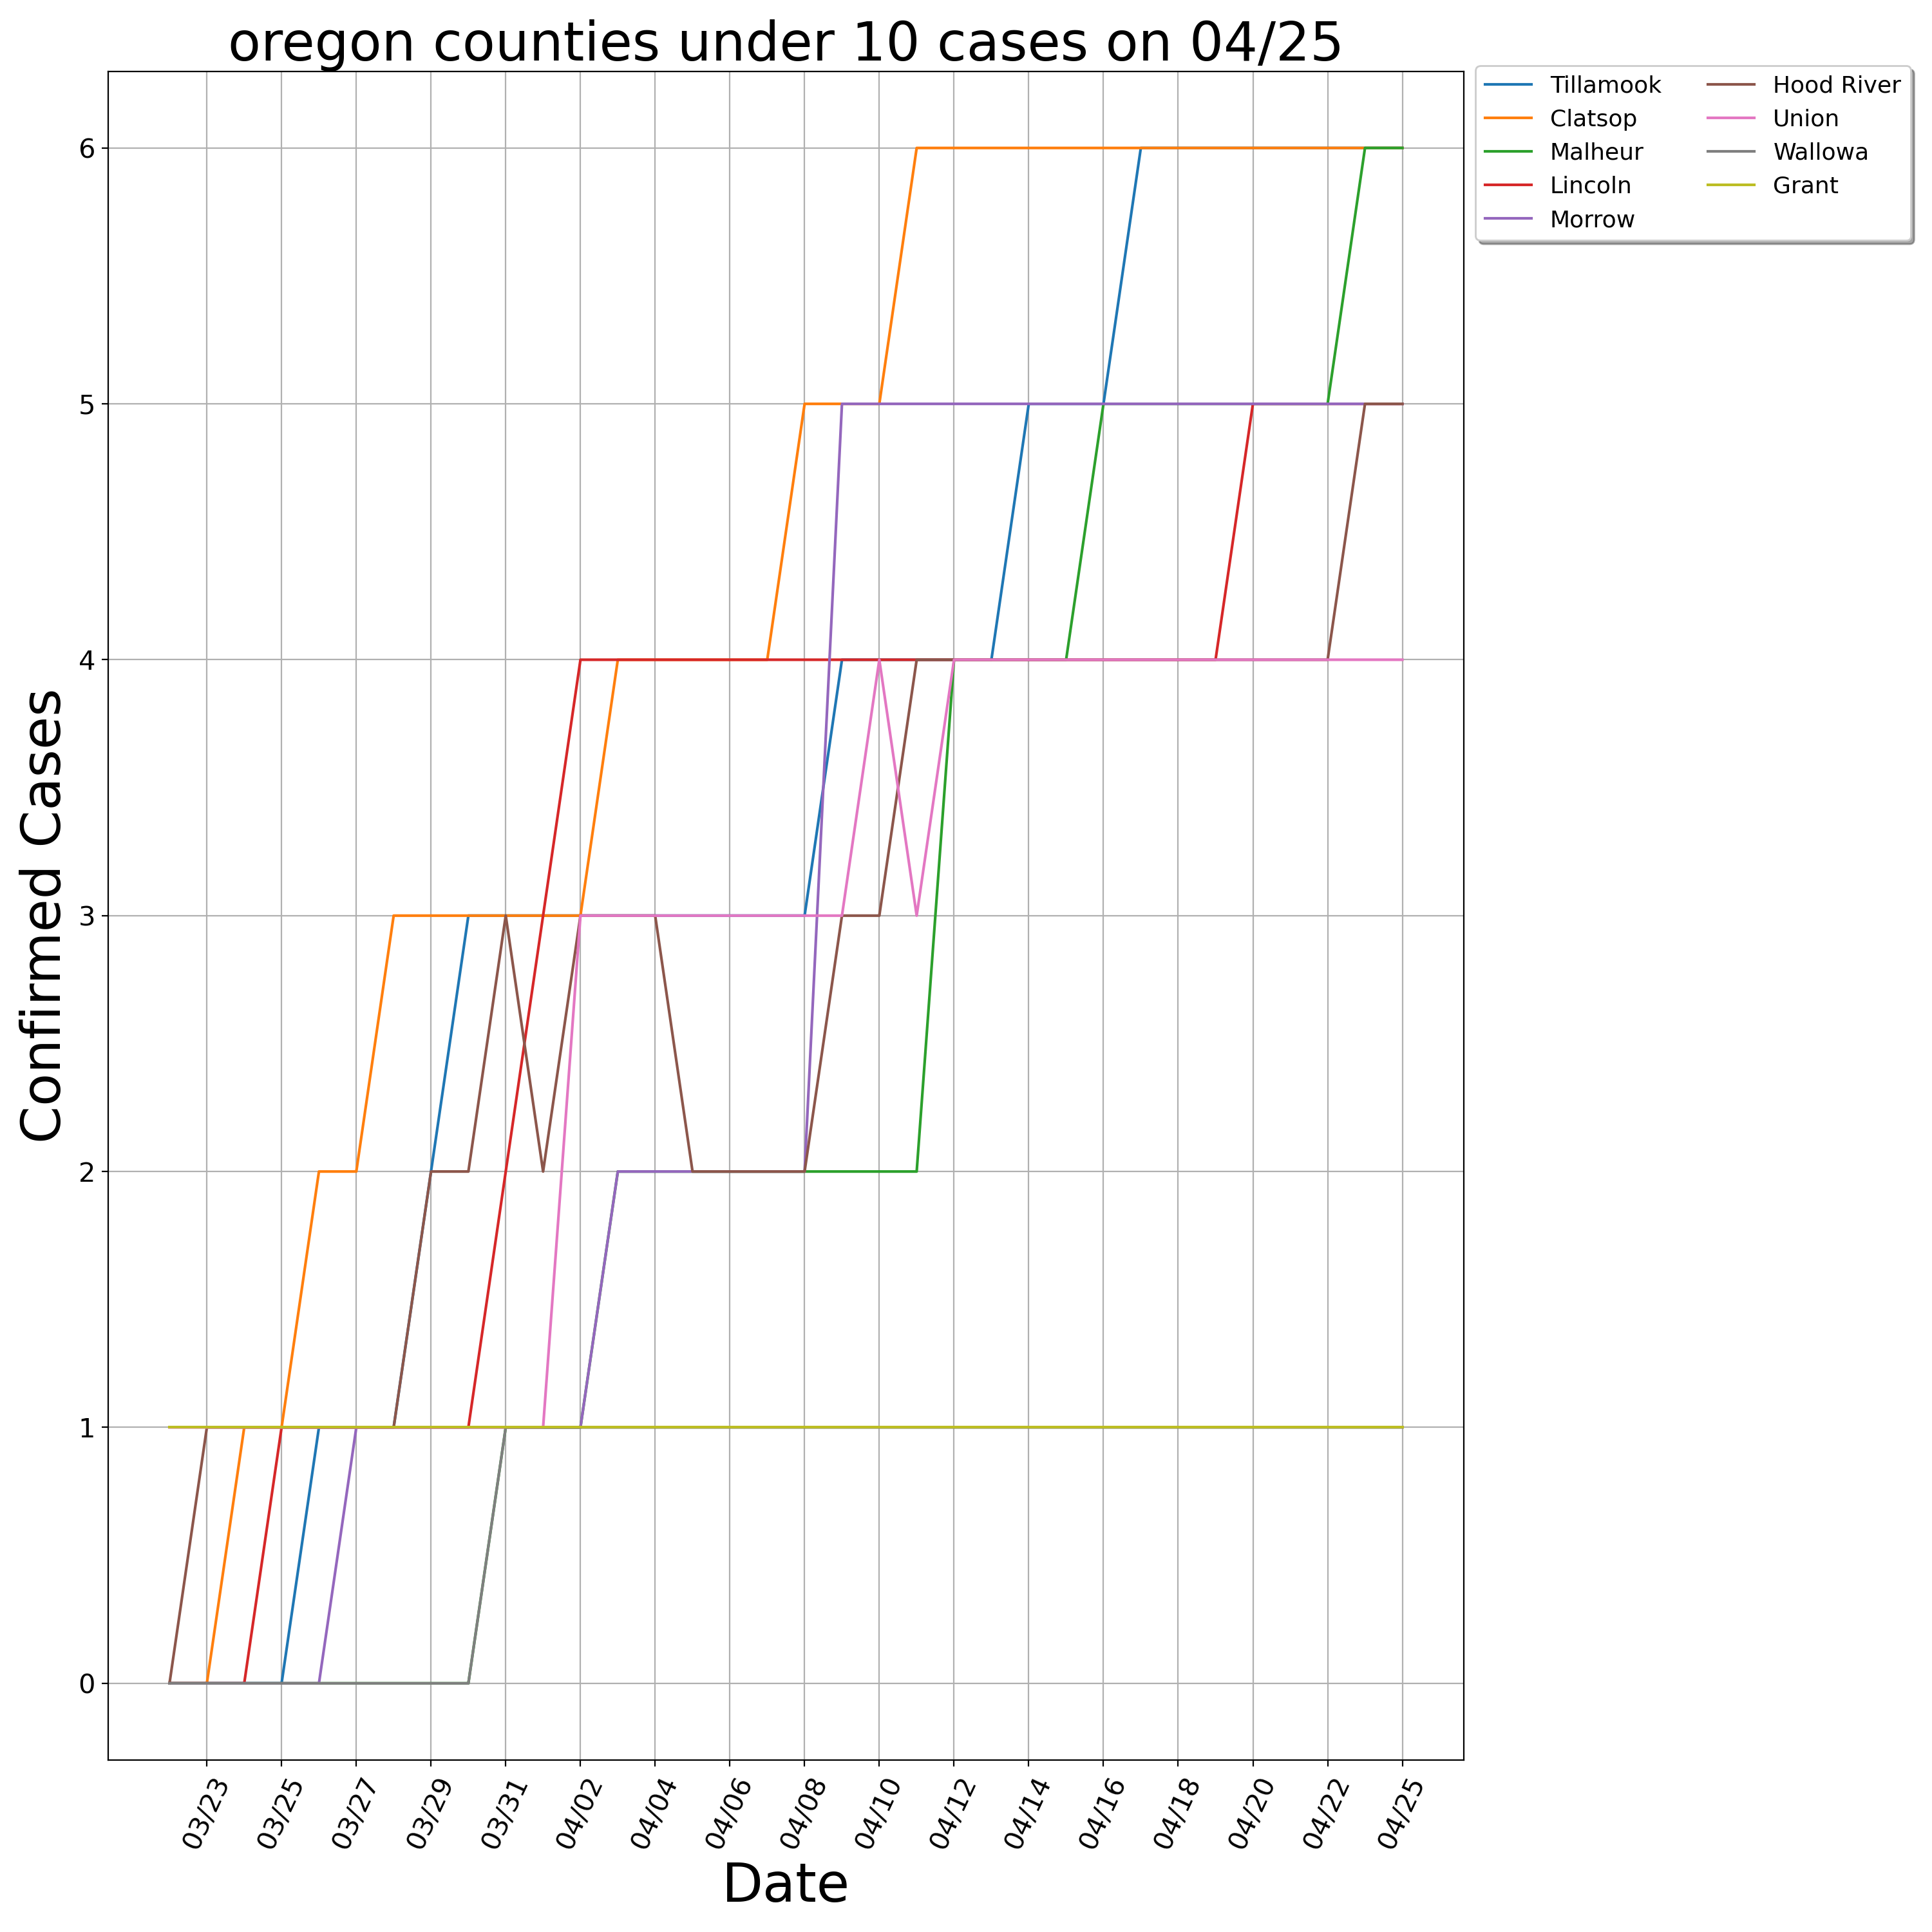 oregon counties under 10 cases on 04/25
Tillamook
Clatsop
Malheur
Lincoln
Morrow
Hood River
Union
Wallowa
Grant
Confirmed Cases
6
5
4
3
2
1
0
03/23
03/25
03/27
03/29
03/31
04/02
04/04
04/06
04/08
04/10
04/12
04/14
04/16
04/18
04/20
04/22
04/25
Date